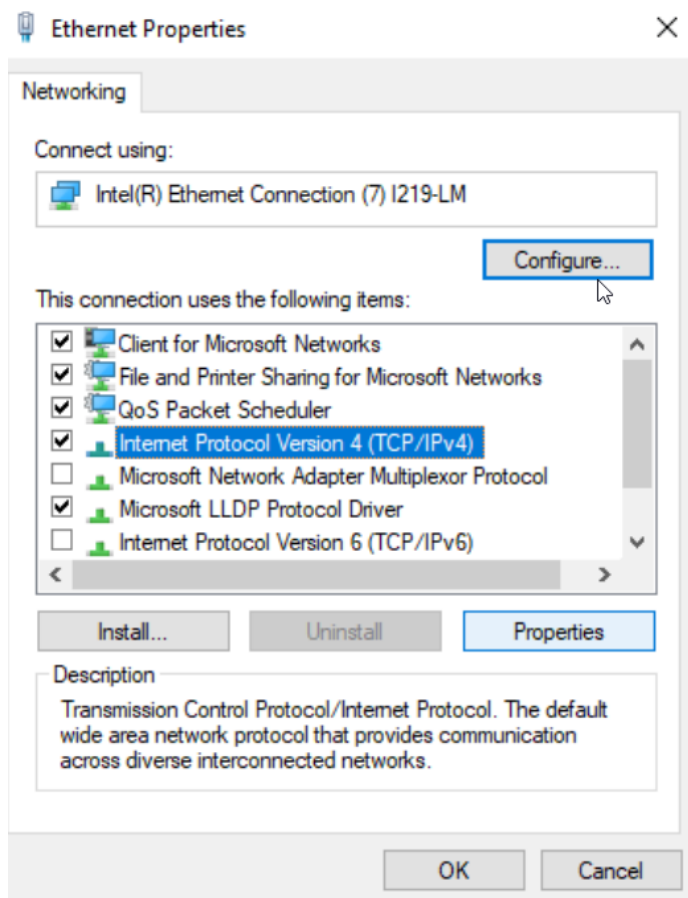 Ethernet Properties
Networking
Connect using:
Intel(R) Ethernet Connection (7) I219-LM
Configure...
This connection uses the following items:
Client for Microsoft Networks
File and Printer Sharing for Microsoft Networks
QoS Packet Scheduler
Internet Protocol Version 4 (TCP/IPv4)
Microsoft Network Adapter Multiplexor Protocol
Microsoft LLDP Protocol Driver
Internet Protocol Version 6 (TCP/IPv6)
Install... Uninstall Properties
Description
Transmission Control Protocol/Internet Protocol. The default
wide area network protocol that provides communication
across diverse interconnected networks.
OK Cancel